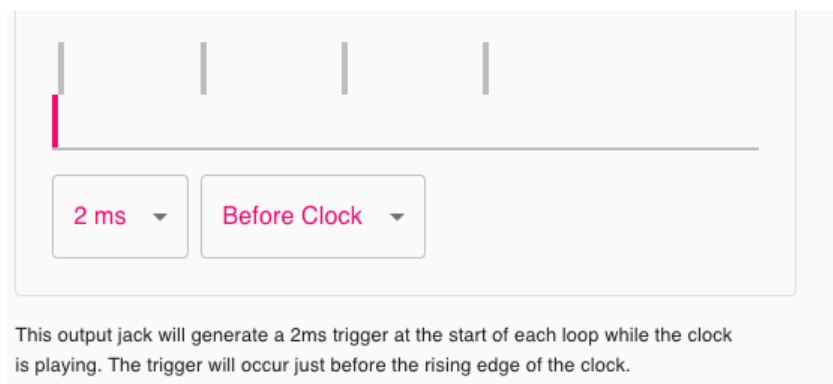 2 ms
Before Clock
This output jack will generate a 2ms trigger at the start of each loop while the clock
is playing. The trigger will occur just before the rising edge of the clock.